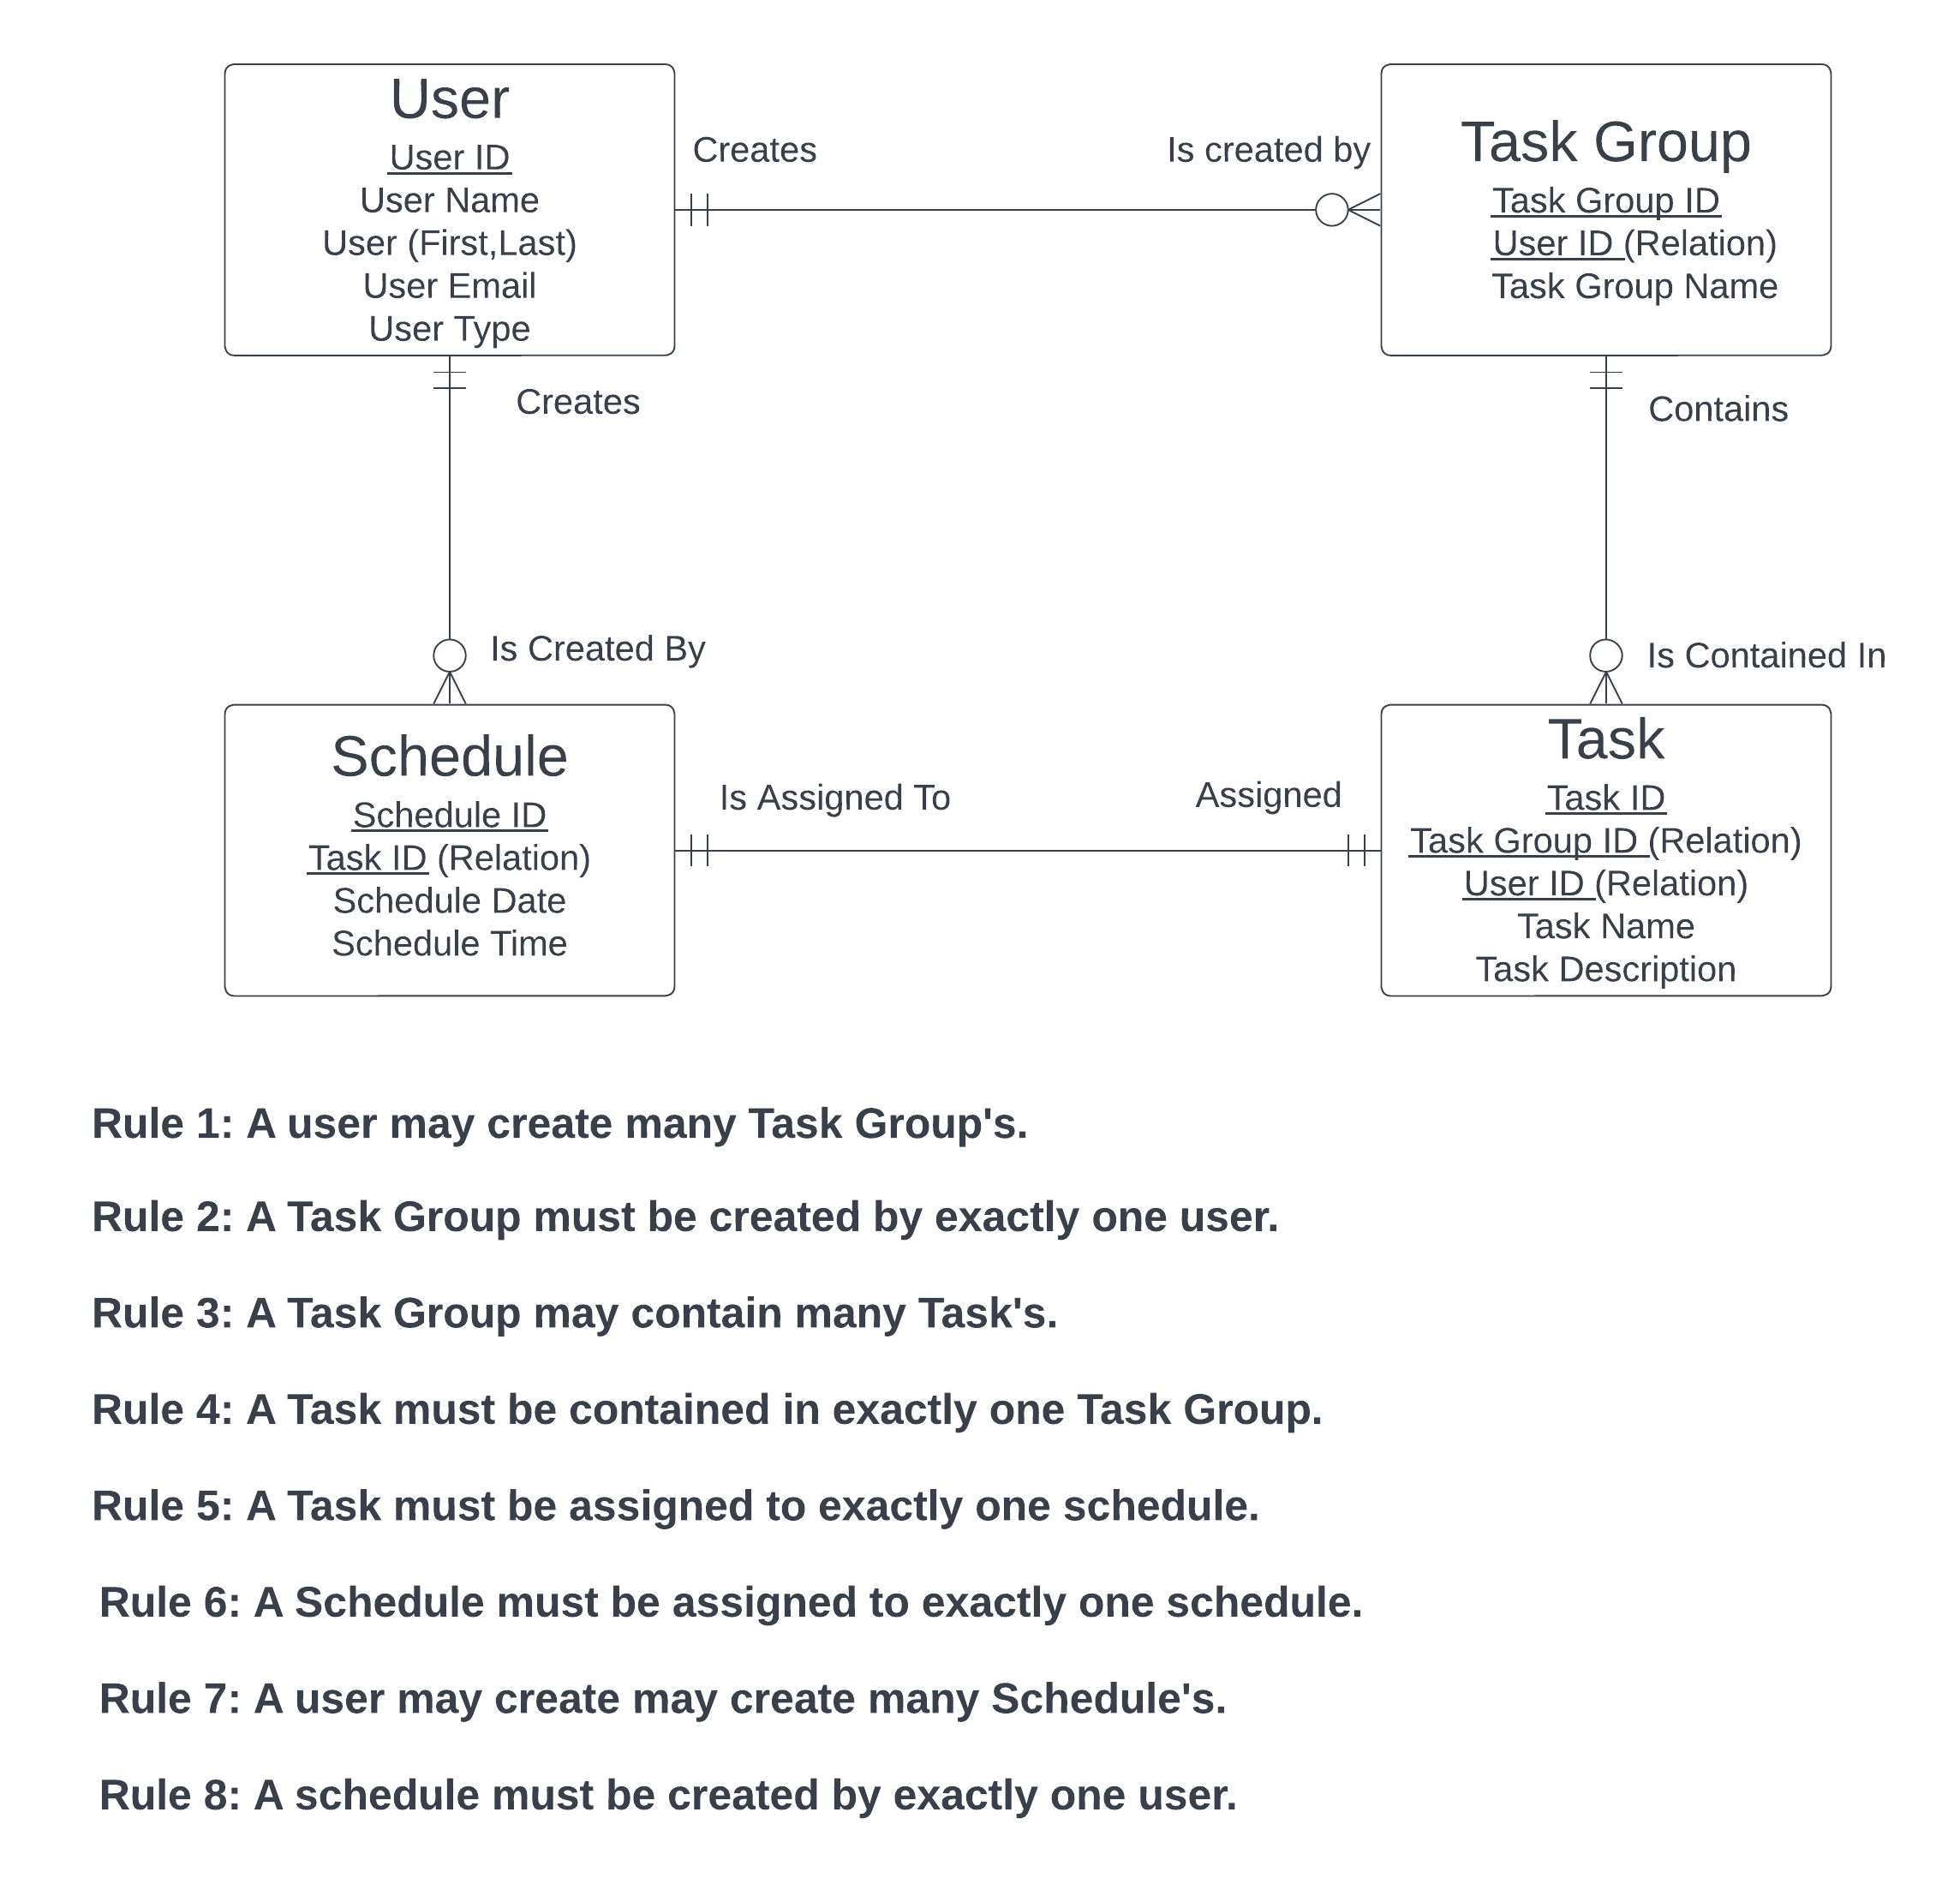 User
User ID
User Name
User (First,Last)
User Email
User Type
Creates
Is created by
Task Group
Task Group ID
User ID (Relation)
Task Group Name
Creates
Contains
Is Created By
Is Contained In
Schedule
Schedule ID
Task ID (Relation)
Schedule Date
Schedule Time
Is Assigned To
Assigned
Task
Task ID
Task Group ID (Relation)
User ID (Relation)
Task Name
Task Description
Rule 1: A user may create many Task Group's.
Rule 2: A Task Group must be created by exactly one user.
Rule 3: A Task Group may contain many Task's.
Rule 4: A Task must be contained in exactly one Task Group.
Rule 5: A Task must be assigned to exactly one schedule.
Rule 6: A Schedule must be assigned to exactly one schedule.
Rule 7: A user may create may create many Schedule's.
Rule 8: A schedule must be created by exactly one user.